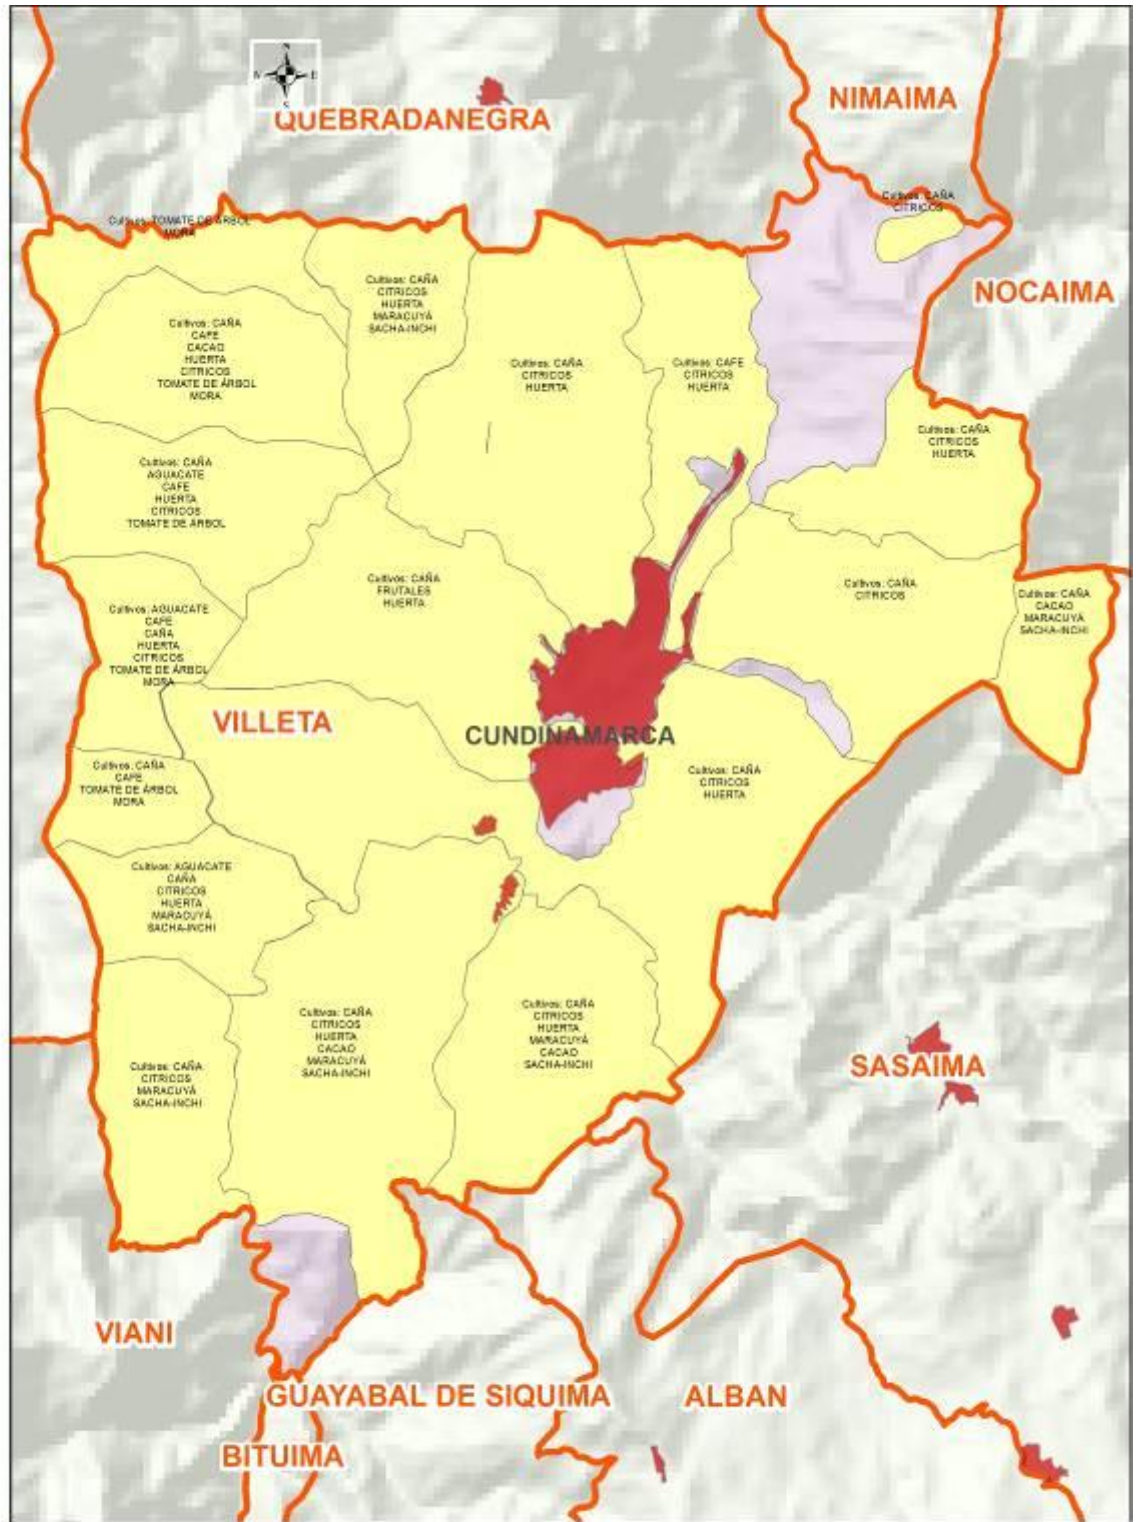 N
E
S
QUEBRADANEGRA
NIMAIMA
Cultivos: CAÑA
CITRICOS
Cultivos: TOMATE DE ÁRBOL
MORA
NOCAIMA
Cultivos: CAÑA
CITRICOS
HUERTA
MARACUYÁ
SACHA-INCHI
Cultivos: CAÑA
CAFE
CACAO
HUERTA
CITRICOS
TOMATE DE ÁRBOL
MORA
Cultivos: CAÑA
CITRICOS
HUERTA
Cultivos: CAFE
CITRICOS
HUERTA
Cultivos: CAÑA
CITRICOS
HUERTA
Cultivos: CAÑA
AGUACATE
CAFE
HUERTA
CITRICOS
TOMATE DE ÁRBOL
Cultivos: CAÑA
FRUTALES
HUERTA
Cultivos: CAÑA
CITRICOS
Cultivos: CAÑA
CACAO
MARACUYÁ
SACHA-INCHI
Cultivos: AGUACATE
CAFE
CAÑA
HUERTA
CITRICOS
TOMATE DE ÁRBOL
MORA
VILLETA
CUNDINAMARCA
Cultivos: CAÑA
CAFE
TOMATE DE ÁRBOL
MORA
Cultivos: CAÑA
CITRICOS
HUERTA
Cultivos: AGUACATE
CAÑA
CITRICOS
HUERTA
MARACUYÁ
SACHA-INCHI
Cultivos: CAÑA
CITRICOS
HUERTA
CACAO
MARACUYÁ
SACHA-INCHI
Cultivos: CAÑA
CITRICOS
HUERTA
MARACUYÁ
CACAO
SACHA-INCHI
Cultivos: CAÑA
CITRICOS
MARACUYÁ
SACHA-INCHI
SASAIMA
VIANI
GUAYABAL DE SIQUIMA
ALBAN
BITUIMA